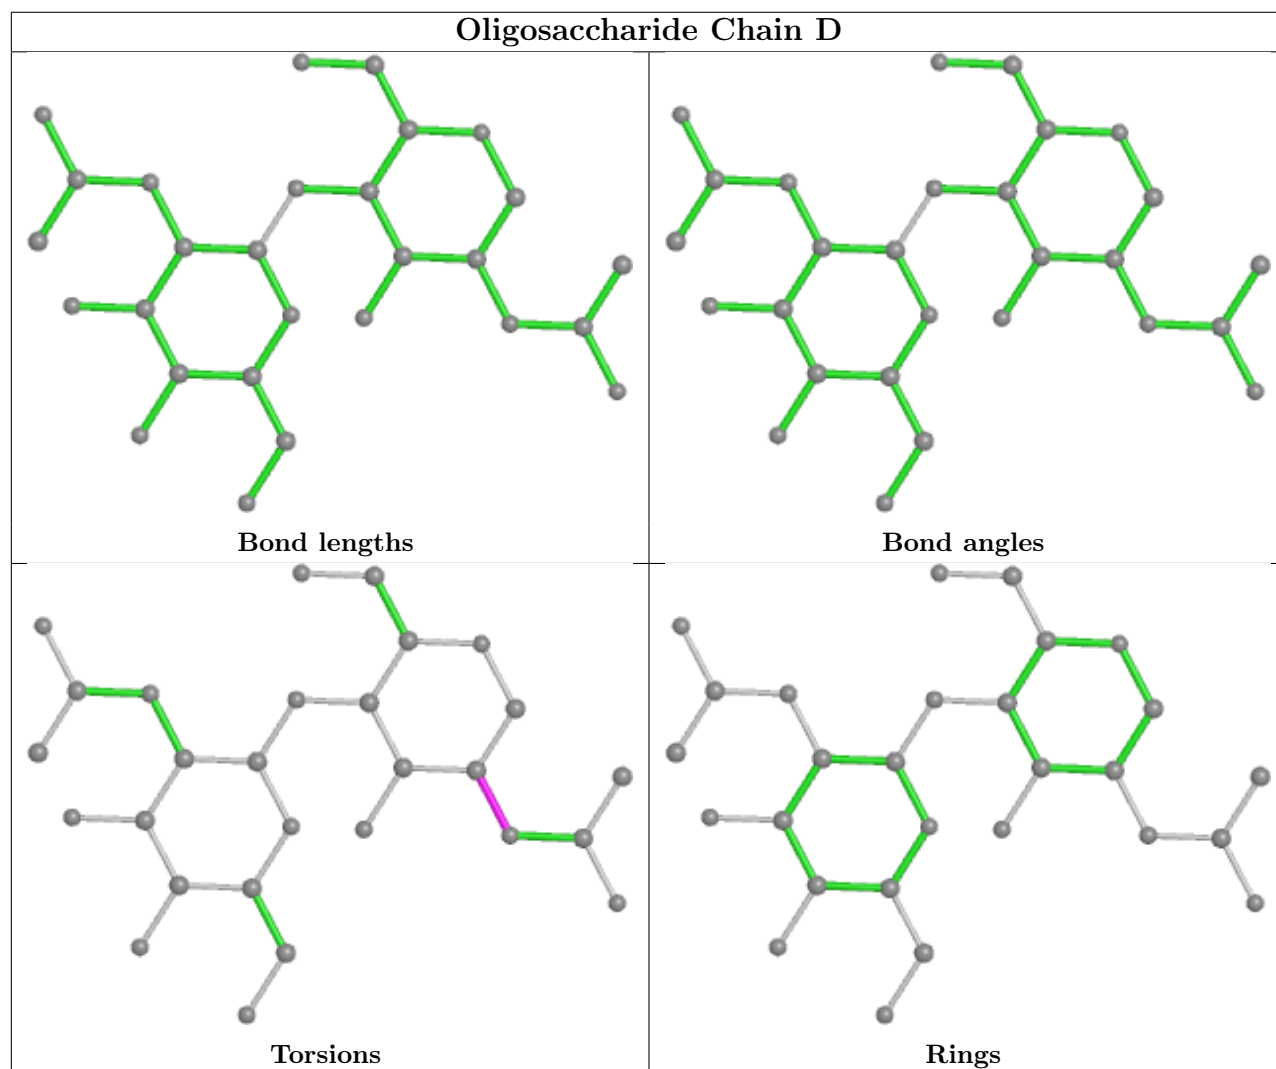 Oligosaccharide Chain D
Bond lengths
Bond angles
Torsions
Rings